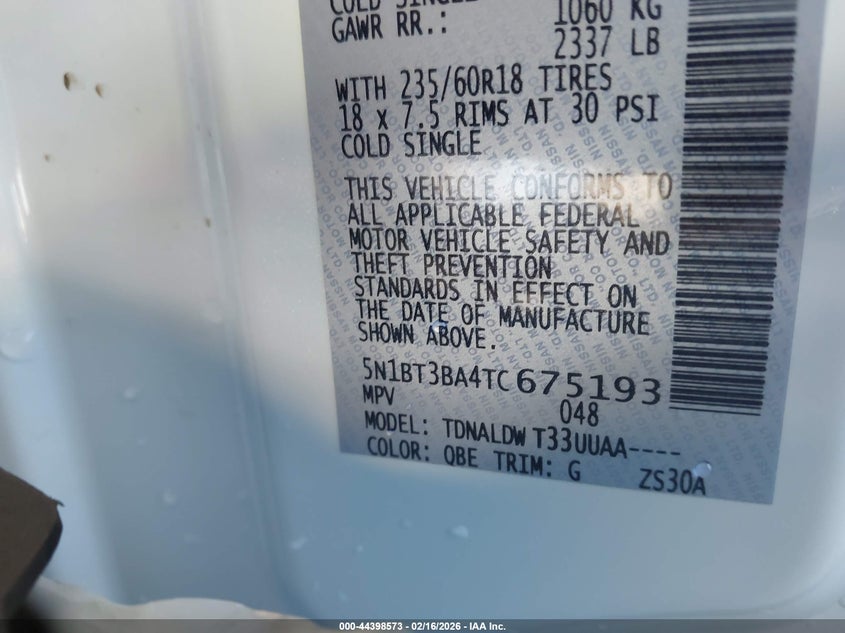 COLD SINGLE
GAWR RR.: 1060 KG
2337 LB
WITH 235/60R18 TIRES
18 x 7.5 RIMS AT 30 PSI
COLD SINGLE
THIS VEHICLE CONFORMS TO
ALL APPLICABLE FEDERAL
MOTOR VEHICLE SAFETY AND
THEFT PREVENTION
STANDARDS IN EFFECT ON
THE DATE OF MANUFACTURE
SHOWN ABOVE.
5N1BT3BA4TC675193
MPV 048
MODEL: TDNALDW T33UUAA----
COLOR: QBE TRIM: G ZS30A
000-44398573 - 02/16/2026 - IAA Inc.